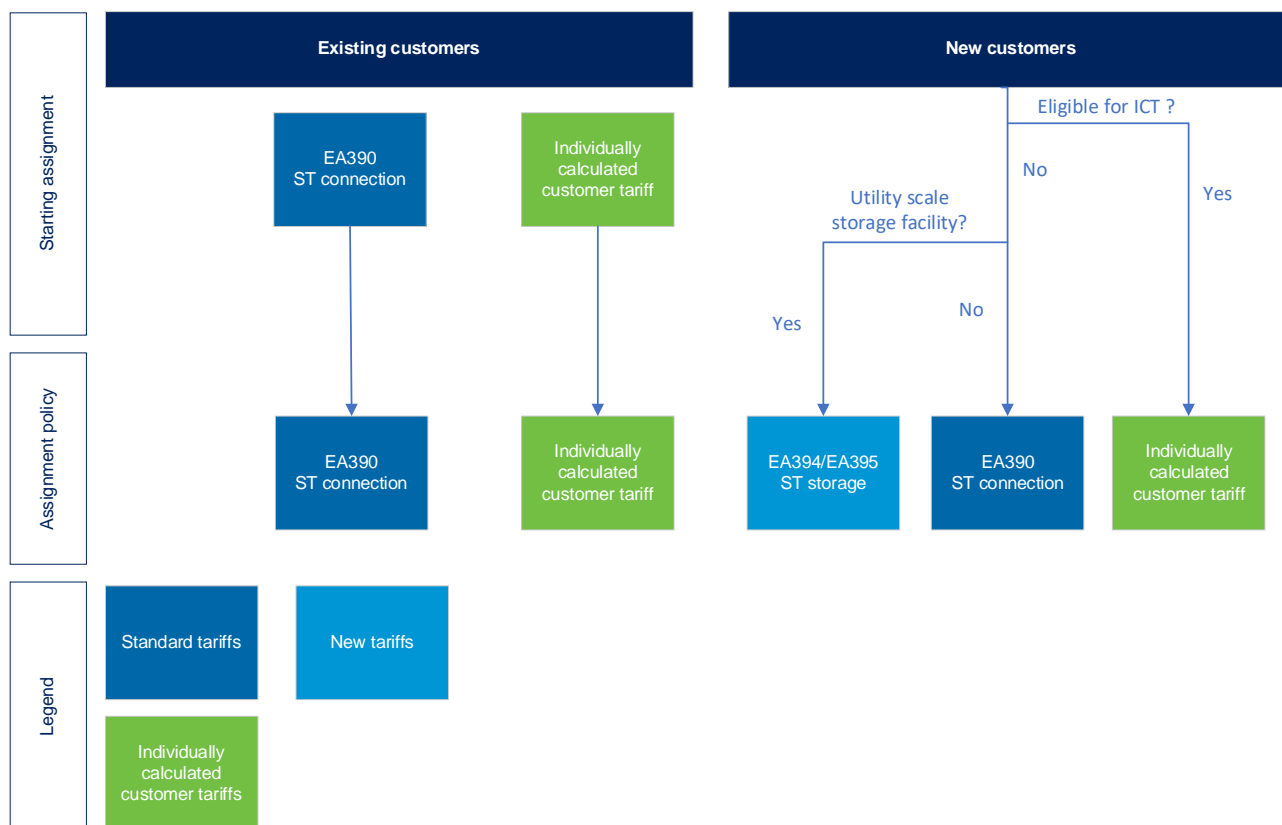 Starting assignment
Existing customers
New customers
EA390
ST connection
Individually
calculated
customer tariff
Eligible for ICT ?
No
Yes
Utility scale
storage facility?
Yes
No
Assignment policy
EA390
ST connection
Individually
calculated
customer tariff
EA394/EA395
ST storage
EA390
ST connection
Individually
calculated
customer tariff
Legend
Standard tariffs
New tariffs
Individually
calculated
customer tariffs